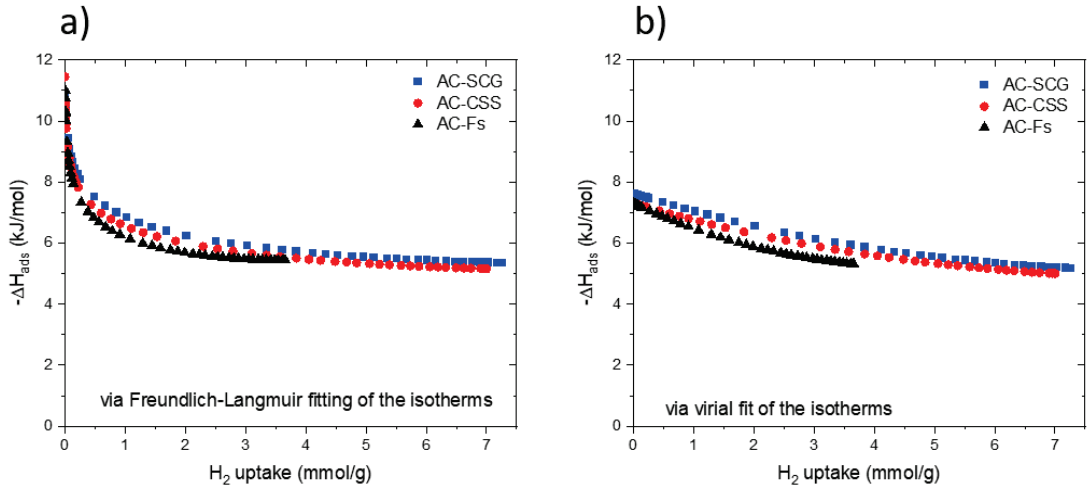 a)
12
10
8
6
4
2
0
-ΔHads (kJ/mol)
AC-SCG
AC-CSS
AC-Fs
via Freundlich-Langmuir fitting of the isotherms
0 1 2 3 4 5 6 7
H2 uptake (mmol/g)
b)
12
10
8
6
4
2
0
-ΔHads (kJ/mol)
AC-SCG
AC-CSS
AC-Fs
via virial fit of the isotherms
0 1 2 3 4 5 6 7
H2 uptake (mmol/g)